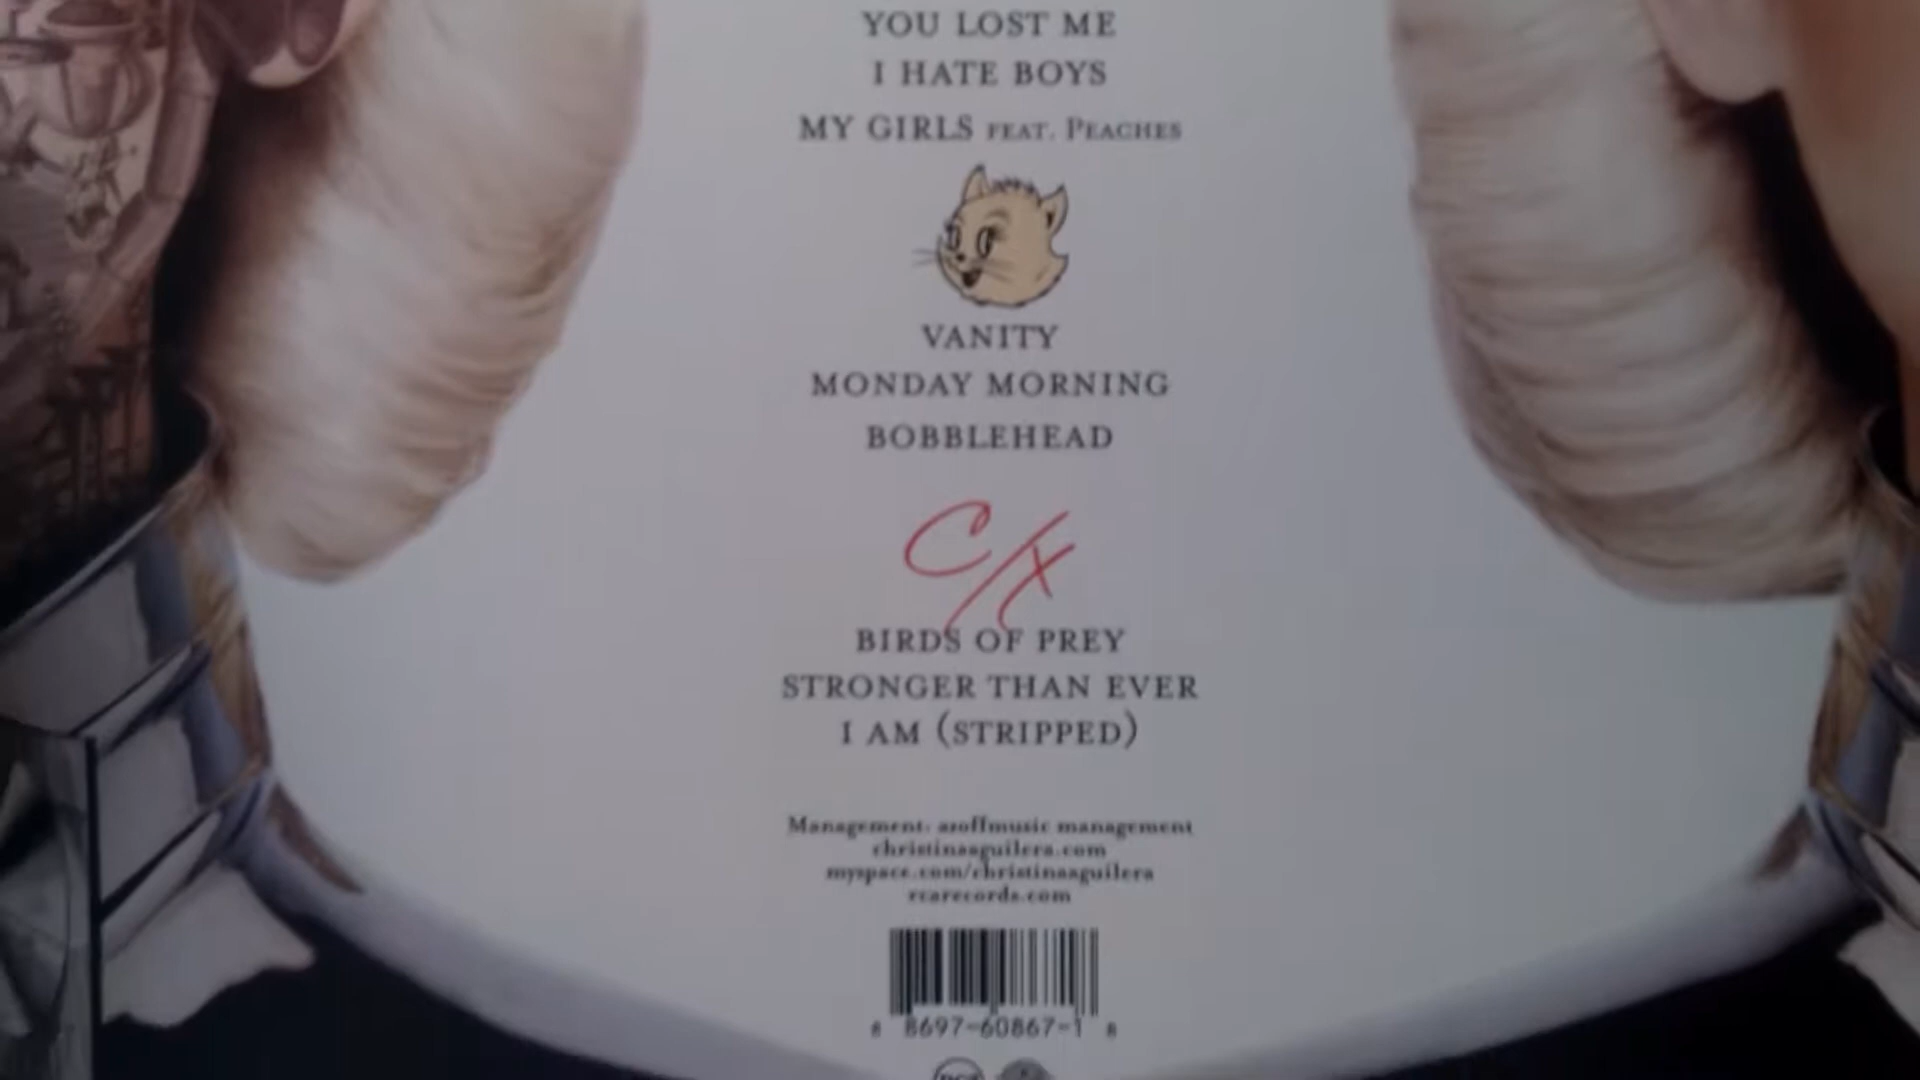 YOU LOST ME
I HATE BOYS
MY GIRLS FEAT. PEACHES
VANITY
MONDAY MORNING
BOBBLEHEAD
C/X
BIRDS OF PREY
STRONGER THAN EVER
I AM (STRIPPED)
Management: azoffmusic management
christinaaguilera.com
myspace.com/christinaaguilera
rcarecords.com
8 8697-60867-1 8